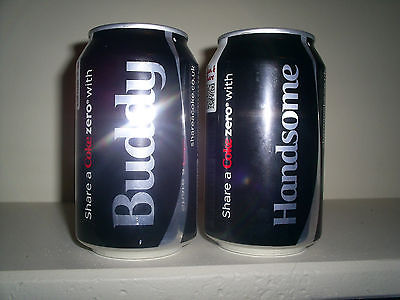 Share a Coke zero® with
Buddy
shareacoke.co.uk
Share a Coke zero® with
Handsome